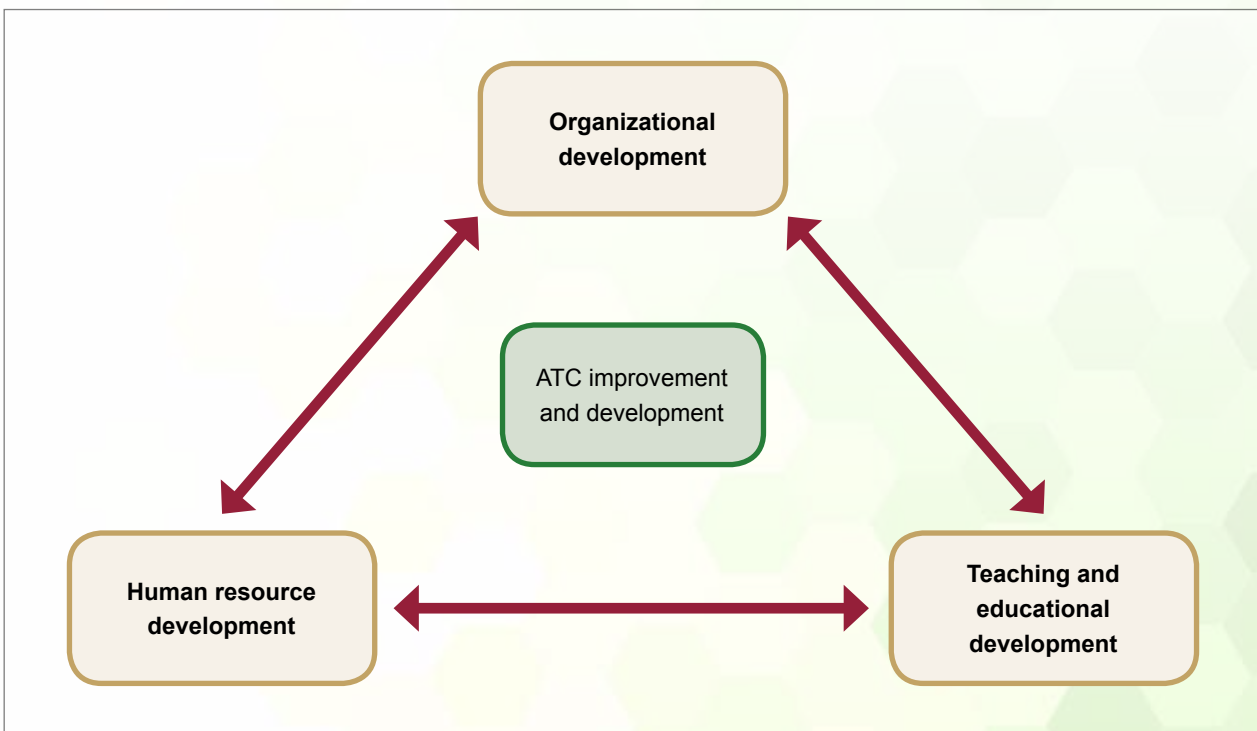 Organizational
development
ATC improvement
and development
Human resource
development
Teaching and
educational
development